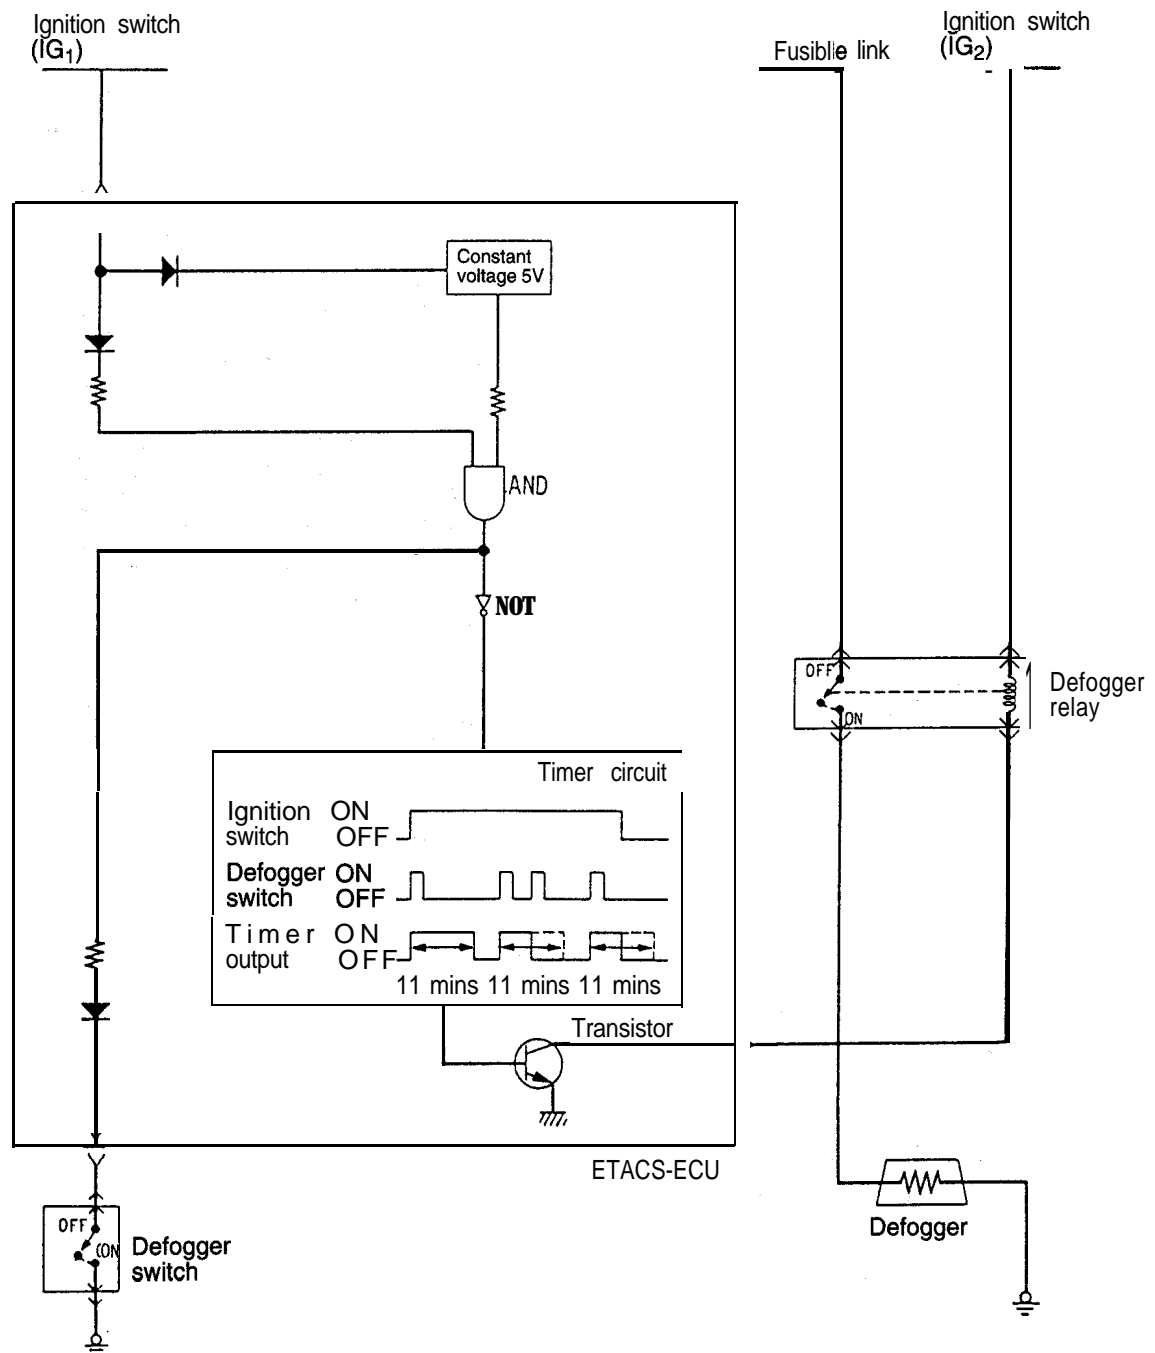 Ignition switch
(IG1)
Fusible link
Ignition switch
(IG2)
Constant
voltage 5V
AND
NOT
OFF
ON
Defogger
relay
Timer circuit
Ignition ON
switch OFF
Defogger ON
switch OFF
Timer ON
output OFF
11 mins 11 mins 11 mins
Transistor
ETACS-ECU
OFF
ON
Defogger
switch
Defogger